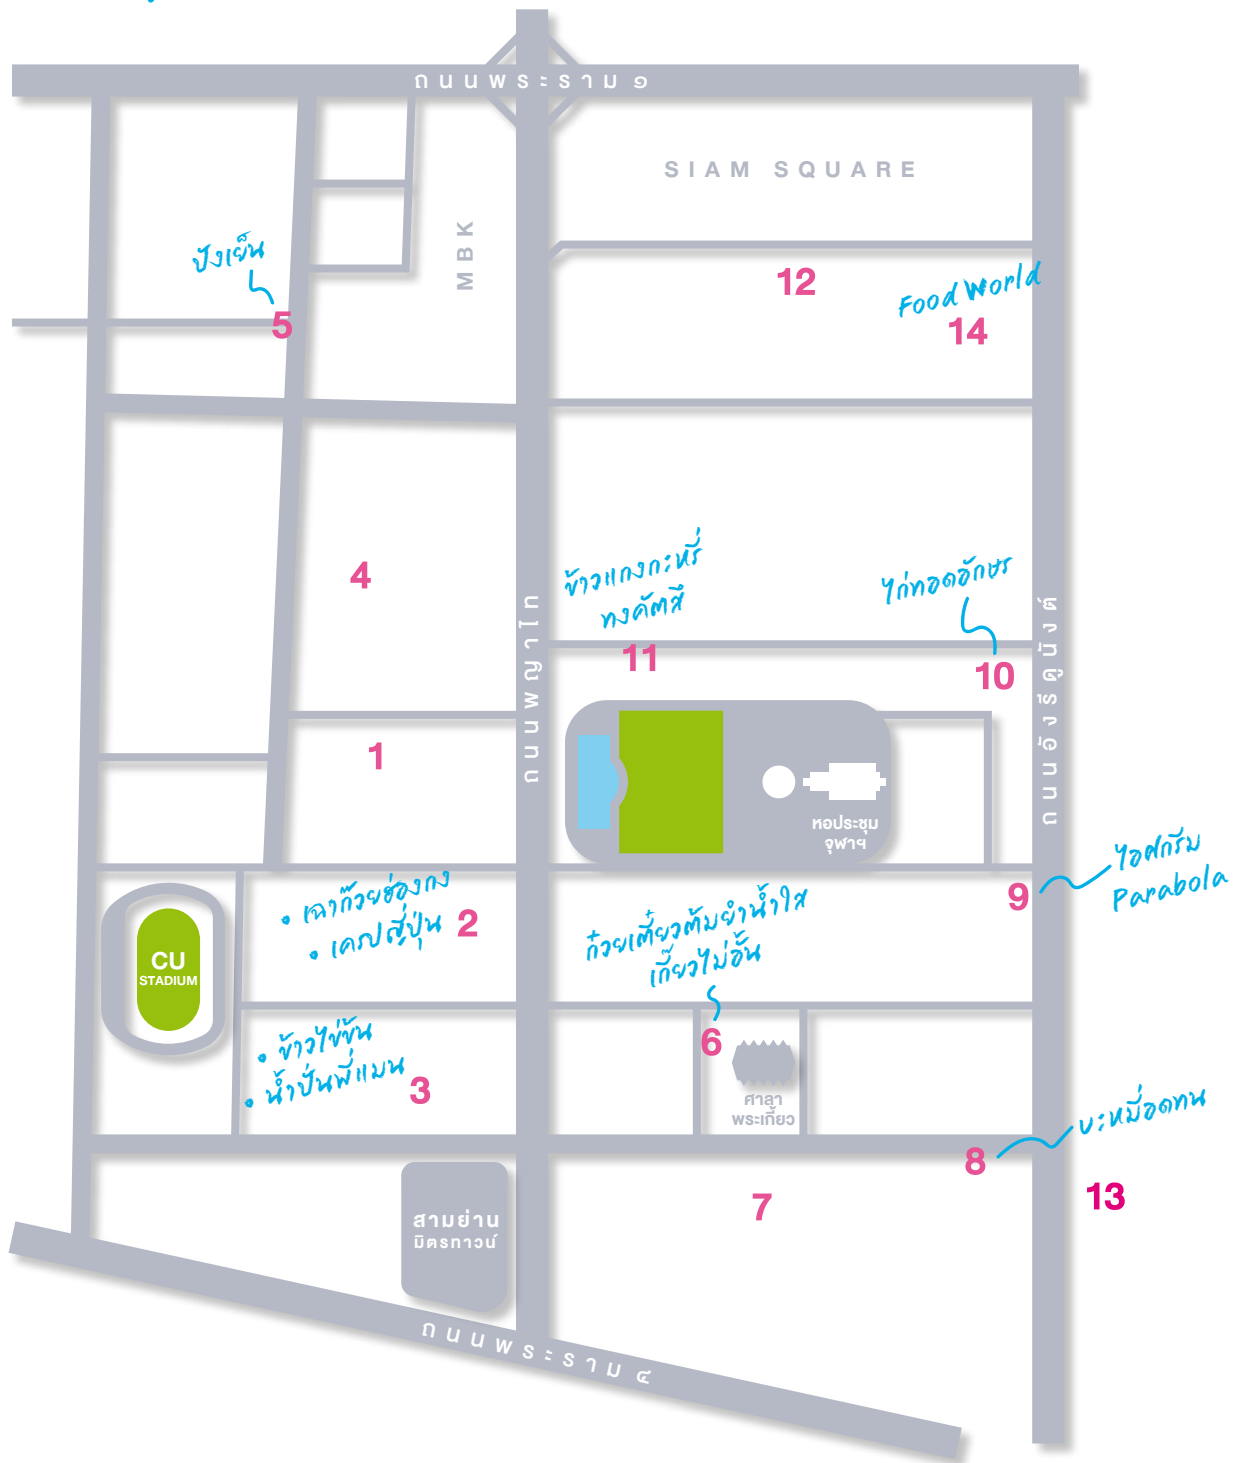 ถนนพระราม ๑
SIAM SQUARE
MBK
ปังเย็น
5
12
Food World
14
4
ข้าวแกงกะหรี่
ทงคัตสึ
11
ไก่ทอดอักษร
10
ถนนพญาไท
ถนนอังรีดูนังต์
1
หอประชุม
จุฬาฯ
ไอศกรีม
Parabola
9
• เฉาก๊วยฮ่องกง
• เครปญี่ปุ่น
2
ก๋วยเตี๋ยวต้มยำน้ำใส
เกี๊ยวไม่อั้น
6
CU
STADIUM
• ข้าวไข่ข้น
• น้ำปั่นพี่แมน
3
ศาลา
พระเกี้ยว
บะหมี่อดทน
8
13
7
สามย่าน
มิตรทาวน์
ถนนพระราม ๔